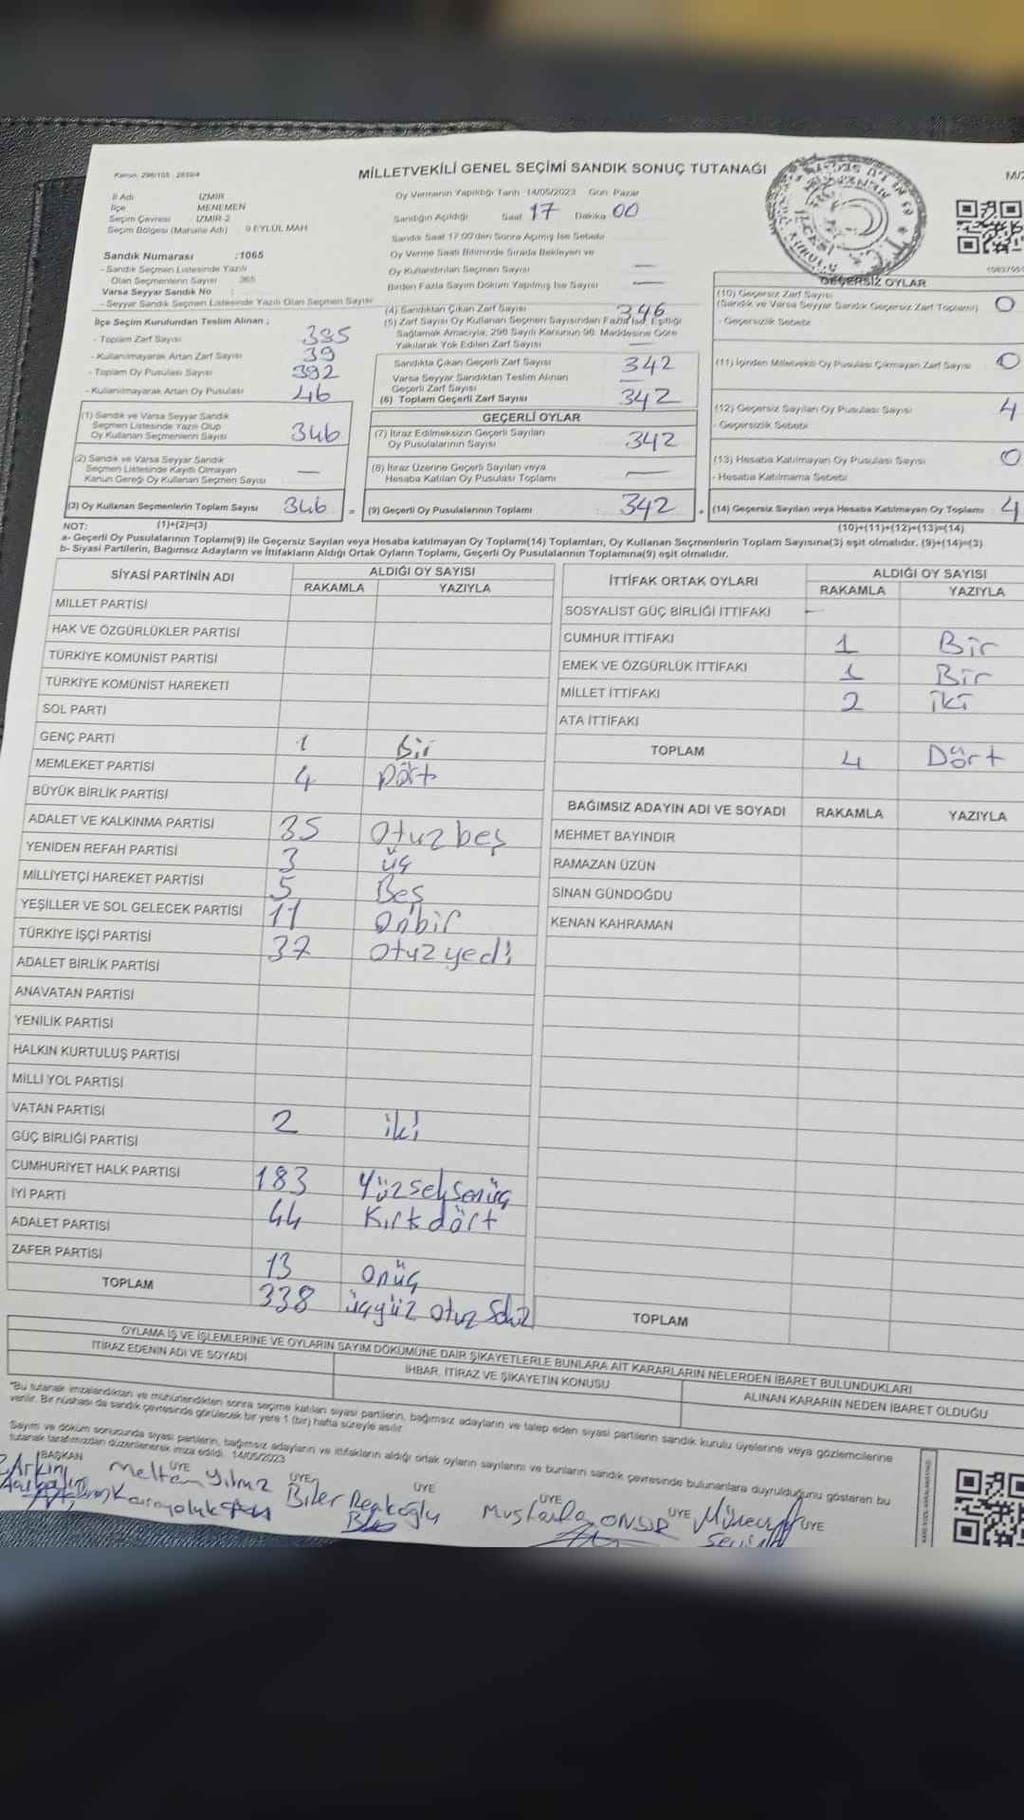 Kanun: 298/105 - 2839/4
MİLLETVEKİLİ GENEL SEÇİMİ SANDIK SONUÇ TUTANAĞI
M/2
İl Adı İZMİR
İlçe MENEMEN
Seçim Çevresi İZMİR-2
Seçim Bölgesi (Mahalle Adı) 9 EYLÜL MAH
Oy Vermenin Yapıldığı Tarih 14/05/2023 Gün Pazar
Sandığın Açıldığı Saat 17 Dakika 00
Sandık Saat 17:00'den Sonra Açılmış İse Sebebi
Oy Verme Saati Bitiminde Sırada Bekleyen ve
Oy Kullandırılan Seçmen Sayısı —
Birden Fazla Sayım Döküm Yapılmış İse Sayısı —
Sandık Numarası :1065
- Sandık Seçmen Listesinde Yazılı
Olan Seçmenlerin Sayısı 365
Varsa Seyyar Sandık No :
- Seyyar Sandık Seçmen Listesinde Yazılı Olan Seçmen Sayısı
İlçe Seçim Kurulundan Teslim Alınan ;
- Toplam Zarf Sayısı 385
- Kullanılmayarak Artan Zarf Sayısı 39
- Toplam Oy Pusulası Sayısı 392
- Kullanılmayarak Artan Oy Pusulası 46
(1) Sandık ve Varsa Seyyar Sandık
Seçmen Listesinde Yazılı Olup
Oy Kullanan Seçmenlerin Sayısı 346
(2) Sandık ve Varsa Seyyar Sandık
Seçmen Listesinde Kayıtlı Olmayan
Kanun Gereği Oy Kullanan Seçmen Sayısı —
(3) Oy Kullanan Seçmenlerin Toplam Sayısı 346 =
(4) Sandıktan Çıkan Zarf Sayısı 346
(5) Zarf Sayısı Oy Kullanan Seçmen Sayısından Fazla İse, Eşitliği
Sağlamak Amacıyla, 298 Sayılı Kanunun 98. Maddesine Göre
Yakılarak Yok Edilen Zarf Sayısı —
Sandıkta Çıkan Geçerli Zarf Sayısı 342
Varsa Seyyar Sandıktan Teslim Alınan
Geçerli Zarf Sayısı —
(6) Toplam Geçerli Zarf Sayısı 342
GEÇERLİ OYLAR
(7) İtiraz Edilmeksizin Geçerli Sayılan
Oy Pusulalarının Sayısı 342
(8) İtiraz Üzerine Geçerli Sayılan veya
Hesaba Katılan Oy Pusulası Toplamı —
(9) Geçerli Oy Pusulalarının Toplamı 342 +
GEÇERSİZ OYLAR
(10) Geçersiz Zarf Sayısı 0
(Sandık ve Varsa Seyyar Sandık Geçersiz Zarf Toplamı)
- Geçersizlik Sebebi
(11) İçinden Milletvekili Oy Pusulası Çıkmayan Zarf Sayısı 0
(12) Geçersiz Sayılan Oy Pusulası Sayısı 4
- Geçersizlik Sebebi
(13) Hesaba Katılmayan Oy Pusulası Sayısı 0
- Hesaba Katılmama Sebebi
(14) Geçersiz Sayılan veya Hesaba Katılmayan Oy Toplamı 4
NOT: (1)+(2)=(3) (10)+(11)+(12)+(13)=(14)
a- Geçerli Oy Pusulalarının Toplamı(9) ile Geçersiz Sayılan veya Hesaba katılmayan Oy Toplamı(14) Toplamları, Oy Kullanan Seçmenlerin Toplam Sayısına(3) eşit olmalıdır. (9)+(14)=(3)
b- Siyasi Partilerin, Bağımsız Adayların ve İttifakların Aldığı Ortak Oyların Toplamı, Geçerli Oy Pusulalarının Toplamına(9) eşit olmalıdır.
SİYASİ PARTİNİN ADI ALDIĞI OY SAYISI
RAKAMLA YAZIYLA
MİLLET PARTİSİ
HAK VE ÖZGÜRLÜKLER PARTİSİ
TÜRKİYE KOMÜNİST PARTİSİ
TÜRKİYE KOMÜNİST HAREKETİ
SOL PARTİ
GENÇ PARTİ 1 Bir
MEMLEKET PARTİSİ 4 Dört
BÜYÜK BİRLİK PARTİSİ
ADALET VE KALKINMA PARTİSİ 35 Otuz beş
YENİDEN REFAH PARTİSİ 3 üç
MİLLİYETÇİ HAREKET PARTİSİ 5 Beş
YEŞİLLER VE SOL GELECEK PARTİSİ 11 Onbir
TÜRKİYE İŞÇİ PARTİSİ 37 otuz yedi
ADALET BİRLİK PARTİSİ
ANAVATAN PARTİSİ
YENİLİK PARTİSİ
HALKIN KURTULUŞ PARTİSİ
MİLLİ YOL PARTİSİ
VATAN PARTİSİ 2 iki
GÜÇ BİRLİĞİ PARTİSİ
CUMHURİYET HALK PARTİSİ 183 Yüzseksenüç
İYİ PARTİ 44 Kırkdört
ADALET PARTİSİ
ZAFER PARTİSİ 13 onüç
TOPLAM 338 üçyüz otuz sekiz
İTTİFAK ORTAK OYLARI ALDIĞI OY SAYISI
RAKAMLA YAZIYLA
SOSYALİST GÜÇ BİRLİĞİ İTTİFAKI —
CUMHUR İTTİFAKI 1 Bir
EMEK VE ÖZGÜRLÜK İTTİFAKI 1 Bir
MİLLET İTTİFAKI 2 iki
ATA İTTİFAKI
TOPLAM 4 Dört
BAĞIMSIZ ADAYIN ADI VE SOYADI RAKAMLA YAZIYLA
MEHMET BAYINDIR
RAMAZAN ÜZÜN
SİNAN GÜNDOĞDU
KENAN KAHRAMAN
TOPLAM
OYLAMA İŞ VE İŞLEMLERİNE VE OYLARIN SAYIM DÖKÜMÜNE DAİR ŞİKAYETLERLE BUNLARA AİT KARARLARIN NELERDEN İBARET BULUNDUKLARI
İTİRAZ EDENİN ADI VE SOYADI
İHBAR, İTİRAZ VE ŞİKAYETİN KONUSU
ALINAN KARARIN NEDEN İBARET OLDUĞU
"Bu tutanak imzalandıktan ve mühürlendikten sonra seçime katılan siyasi partilerin, bağımsız adayların ve talep eden siyasi partilerin sandık kurulu üyelerine veya gözlemcilerine
verilir. Bir nüshası da sandık çevresinde görülecek bir yere 1 (bir) hafta süreyle asılır
Sayım ve döküm sonucunda siyasi partilerin, bağımsız adayların ve ittifakların aldığı ortak oyların sayılarını ve bunların sandık çevresinde bulunanlara duyrulduğunu gösteren bu
tutanak tarafımızdan düzenlenerek imza edildi. 14/05/2023
BAŞKAN ÜYE ÜYE ÜYE ÜYE ÜYE ÜYE
Meltem Yılmaz
Mustafa ONSUR